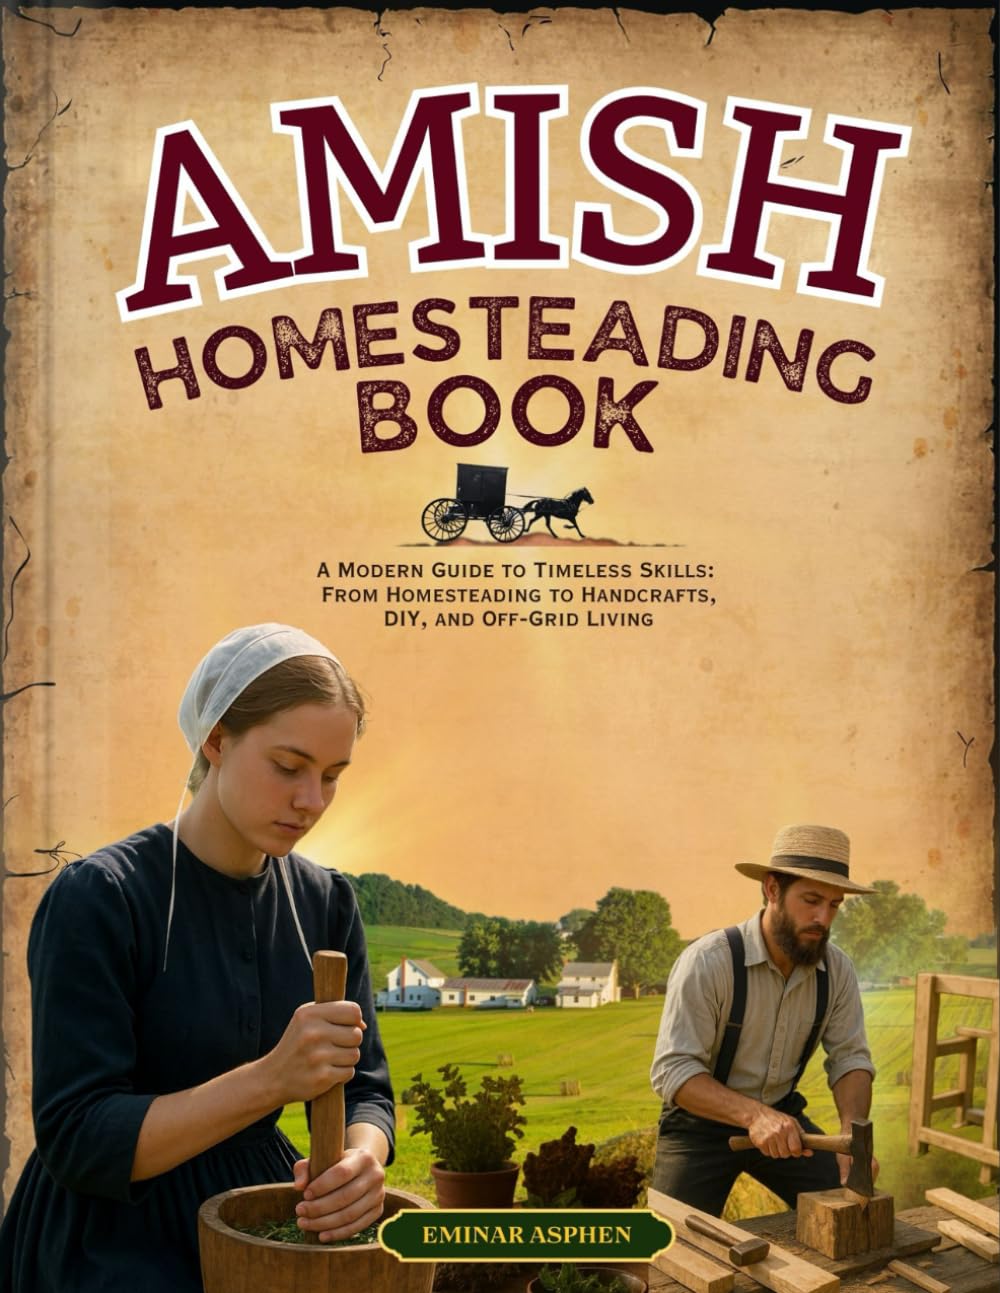 AMISH
HOMESTEADING
BOOK
A Modern Guide to Timeless Skills:
From Homesteading to Handcrafts,
DIY, and Off-Grid Living
EMINAR ASPHEN